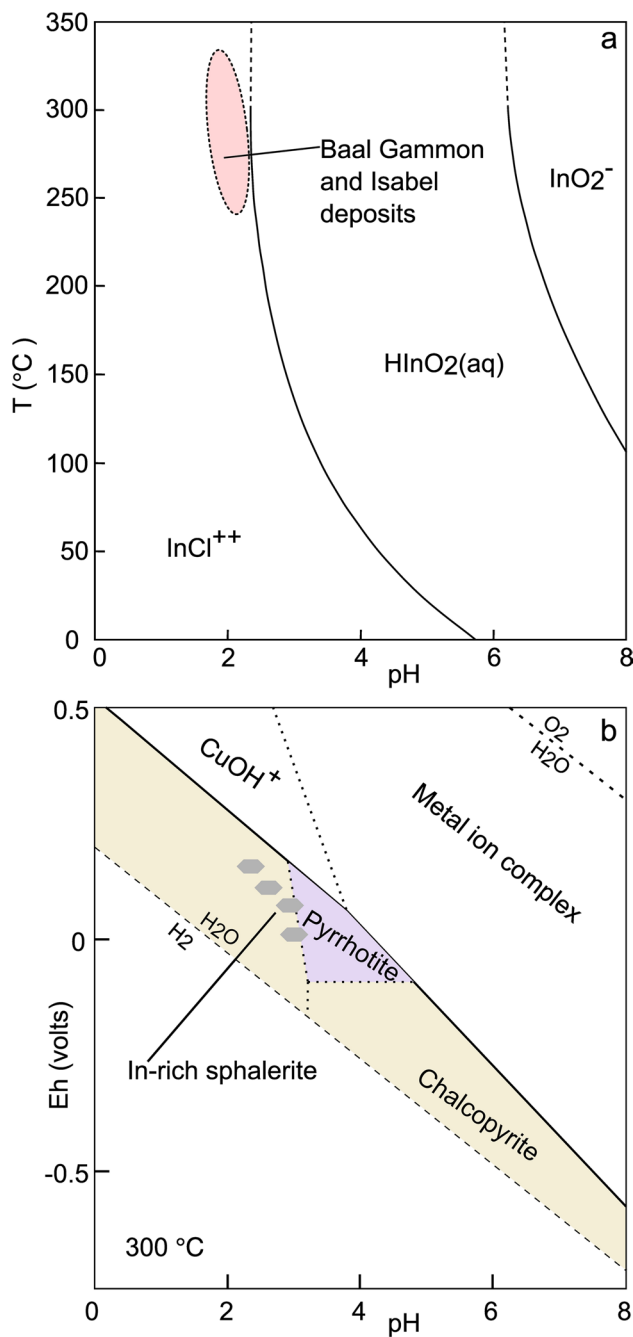 350
a
300
Baal Gammon
and Isabel
deposits
InO2⁻
250
200
T (°C )
HInO2(aq)
150
100
InCl⁺⁺
50
0
0
2
4
6
8
pH
0.5
b
O2
H2O
CuOH⁺
Metal ion complex
0
H2O
H2
Pyrrhotite
In-rich sphalerite
Eh (volts)
Chalcopyrite
-0.5
300 °C
0
2
4
6
8
pH